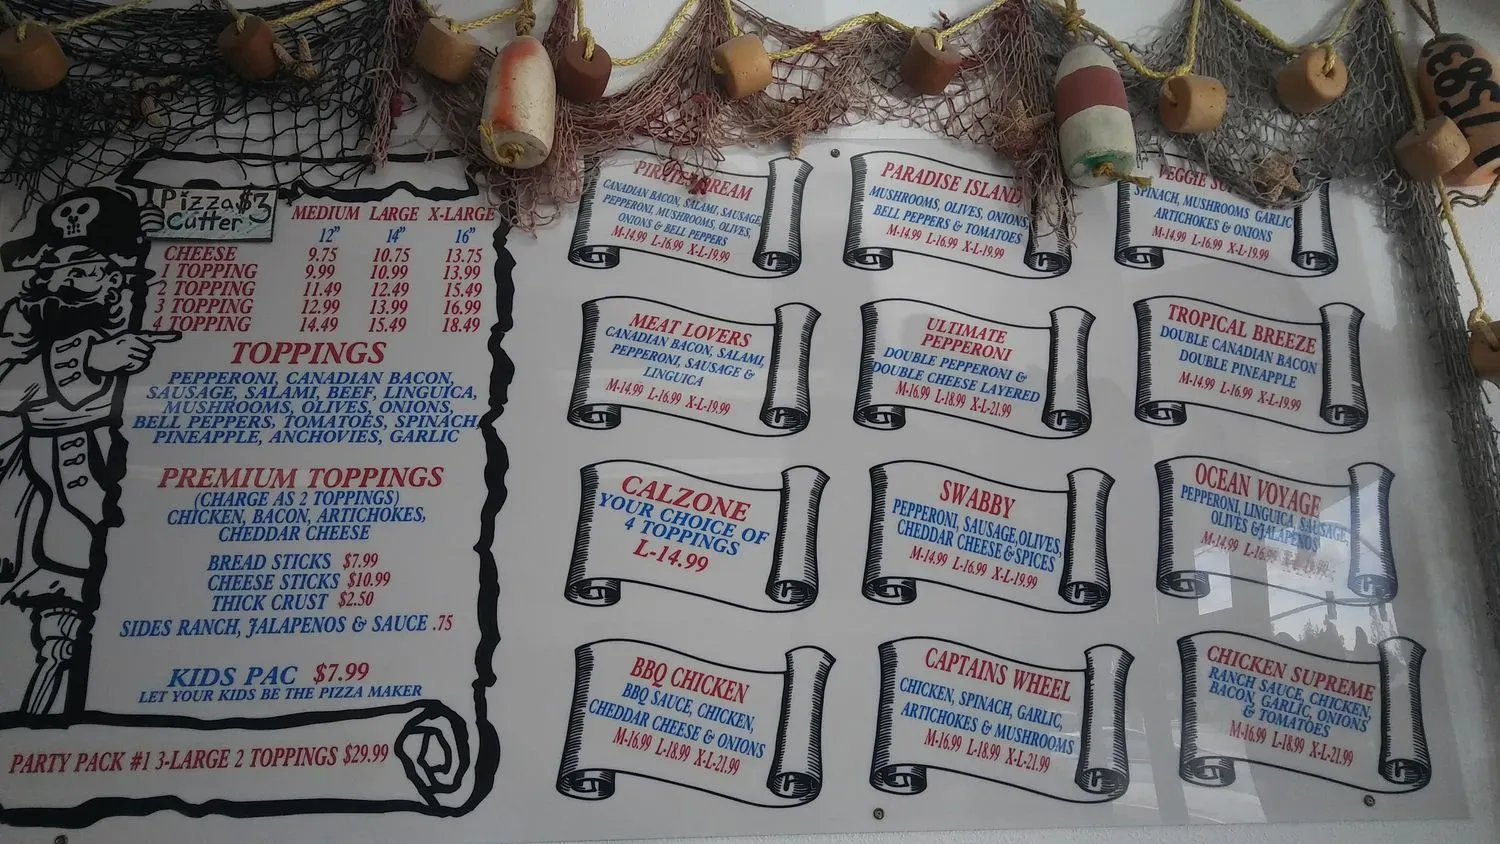 Pizza $3
Cutter
MEDIUM LARGE X-LARGE
12" 14" 16"
CHEESE 9.75 10.75 13.75
1 TOPPING 9.99 10.99 13.99
2 TOPPING 11.49 12.49 15.49
3 TOPPING 12.99 13.99 16.99
4 TOPPING 14.49 15.49 18.49
TOPPINGS
PEPPERONI, CANADIAN BACON,
SAUSAGE, SALAMI, BEEF, LINGUICA,
MUSHROOMS, OLIVES, ONIONS,
BELL PEPPERS, TOMATOES, SPINACH,
PINEAPPLE, ANCHOVIES, GARLIC
PREMIUM TOPPINGS
(CHARGE AS 2 TOPPINGS)
CHICKEN, BACON, ARTICHOKES,
CHEDDAR CHEESE
BREAD STICKS $7.99
CHEESE STICKS $10.99
THICK CRUST $2.50
SIDES RANCH, JALAPENOS & SAUCE .75
KIDS PAC $7.99
LET YOUR KIDS BE THE PIZZA MAKER
PARTY PACK #1 3-LARGE 2 TOPPINGS $29.99
CANADIAN BACON, SALAMI, SAUSAGE,
PEPPERONI, MUSHROOMS, OLIVES,
ONIONS & BELL PEPPERS
M-14.99 L-16.99 X-L-19.99
PARADISE ISLAND
MUSHROOMS, OLIVES, ONIONS,
BELL PEPPERS & TOMATOES
M-14.99 L-16.99 X-L-19.99
VEGGIE
SPINACH, MUSHROOMS GARLIC
ARTICHOKES & ONIONS
M-14.99 L-16.99 X-L-19.99
MEAT LOVERS
CANADIAN BACON, SALAMI,
PEPPERONI, SAUSAGE &
LINGUICA
M-14.99 L-16.99 X-L-19.99
ULTIMATE
PEPPERONI
DOUBLE PEPPERONI &
DOUBLE CHEESE LAYERED
M-16.99 L-18.99 X-L-21.99
TROPICAL BREEZE
DOUBLE CANADIAN BACON
DOUBLE PINEAPPLE
M-14.99 L-16.99 X-L-19.99
CALZONE
YOUR CHOICE OF
4 TOPPINGS
L-14.99
SWABBY
PEPPERONI, SAUSAGE, OLIVES,
CHEDDAR CHEESE & SPICES
M-14.99 L-16.99 X-L-19.99
OCEAN VOYAGE
PEPPERONI, LINGUICA, SAUSAGE,
OLIVES & JALAPENOS
M-14.99 L-16.99
BBQ CHICKEN
BBQ SAUCE, CHICKEN,
CHEDDAR CHEESE & ONIONS
M-16.99 L-18.99 X-L-21.99
CAPTAINS WHEEL
CHICKEN, SPINACH, GARLIC,
ARTICHOKES & MUSHROOMS
M-16.99 L-18.99 X-L-21.99
CHICKEN SUPREME
RANCH SAUCE, CHICKEN,
BACON, GARLIC, ONIONS
& TOMATOES
M-16.99 L-18.99 X-L-21.99